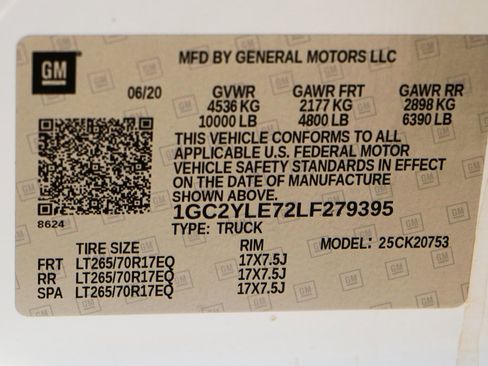 GM
MFD BY GENERAL MOTORS LLC
06/20 GVWR GAWR FRT GAWR RR
4536 KG 2177 KG 2898 KG
10000 LB 4800 LB 6390 LB
THIS VEHICLE CONFORMS TO ALL
APPLICABLE U.S. FEDERAL MOTOR
VEHICLE SAFETY STANDARDS IN EFFECT
ON THE DATE OF MANUFACTURE
SHOWN ABOVE.
1GC2YLE72LF279395
8624
TYPE: TRUCK
TIRE SIZE RIM MODEL: 25CK20753
FRT LT265/70R17EQ 17X7.5J
RR LT265/70R17EQ 17X7.5J
SPA LT265/70R17EQ 17X7.5J